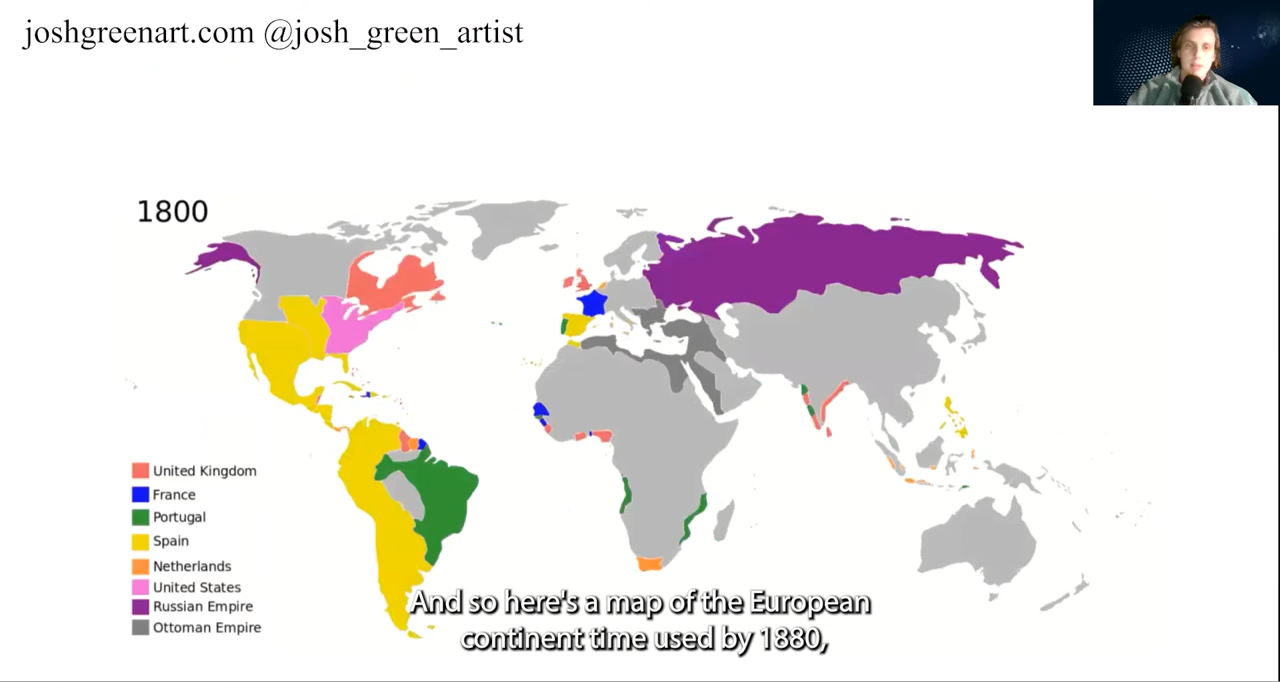 joshgreenart.com @josh_green_artist
1800
United Kingdom
France
Portugal
Spain
Netherlands
United States
Russian Empire
Ottoman Empire
And so here's a map of the European
continent time used by 1880,